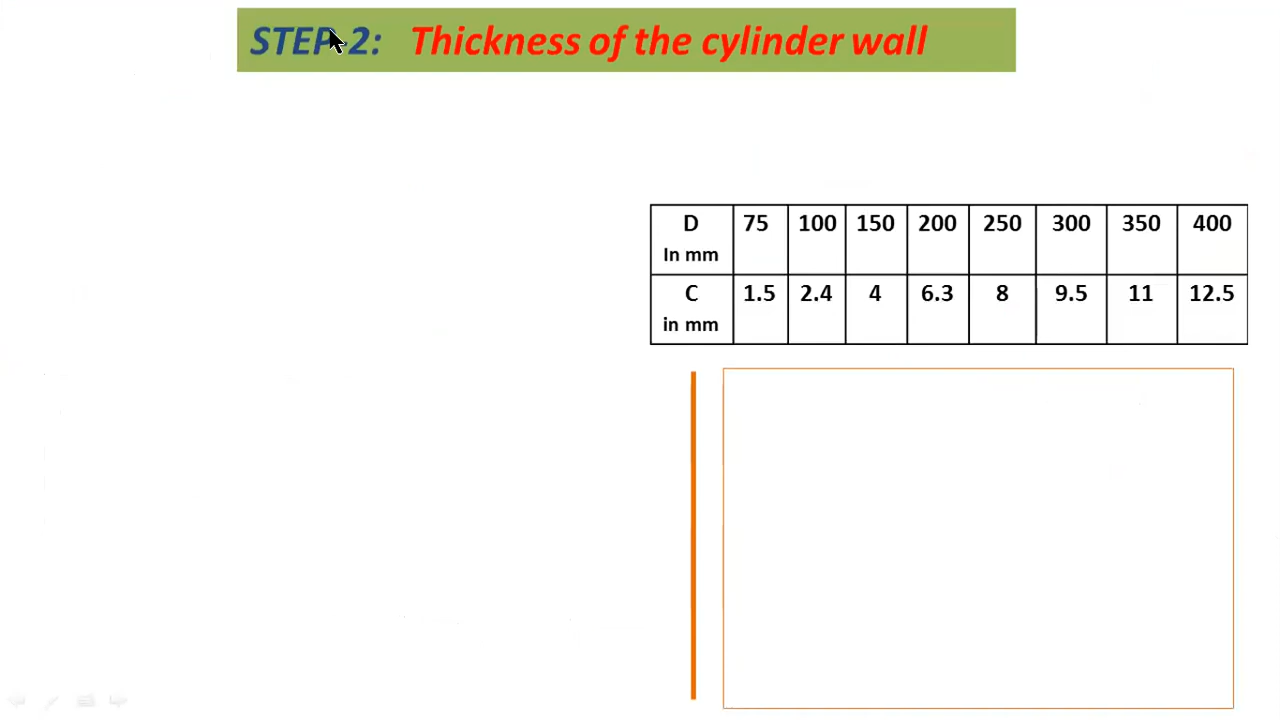 STEP 2: Thickness of the cylinder wall
D In mm 75 100 150 200 250 300 350 400
C in mm 1.5 2.4 4 6.3 8 9.5 11 12.5